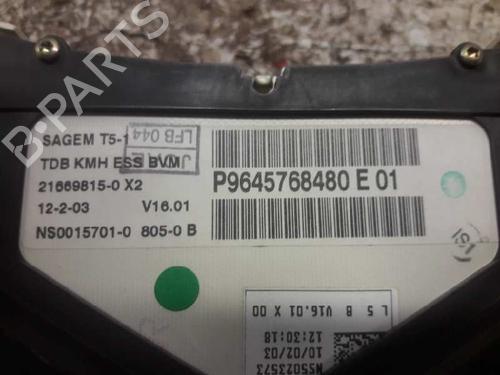 SAGEM T5-1
LFB 044
TDB KMH ESS BVM
21669815-0 X2
12-2-03 V16.01
NS0015701-0 805-0 B
P9645768480 E 01
L 5 B V16.01 X 00
12:30:18
10/02/03
NS5023573
B-PARTS